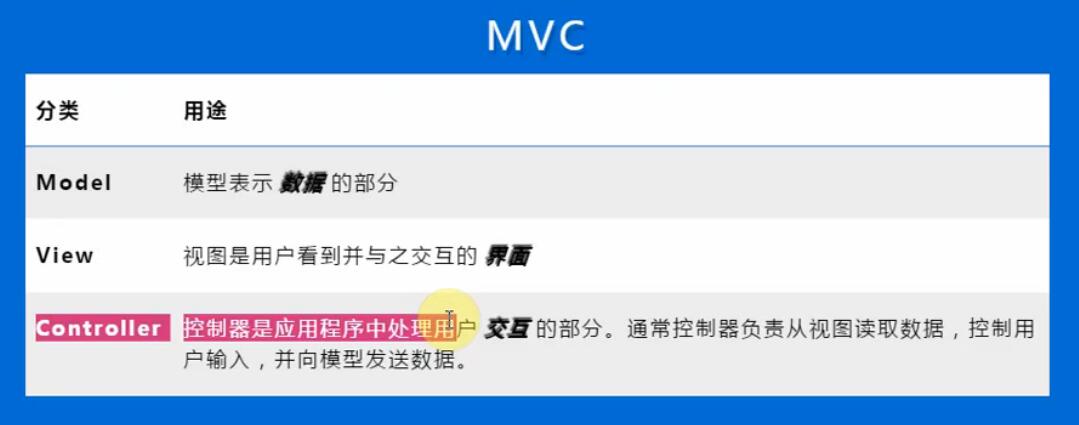 MVC
分类 用途
Model 模型表示 数据 的部分
View 视图是用户看到并与之交互的 界面
Controller 控制器是应用程序中处理用户 交互 的部分。通常控制器负责从视图读取数据，控制用
户输入，并向模型发送数据。